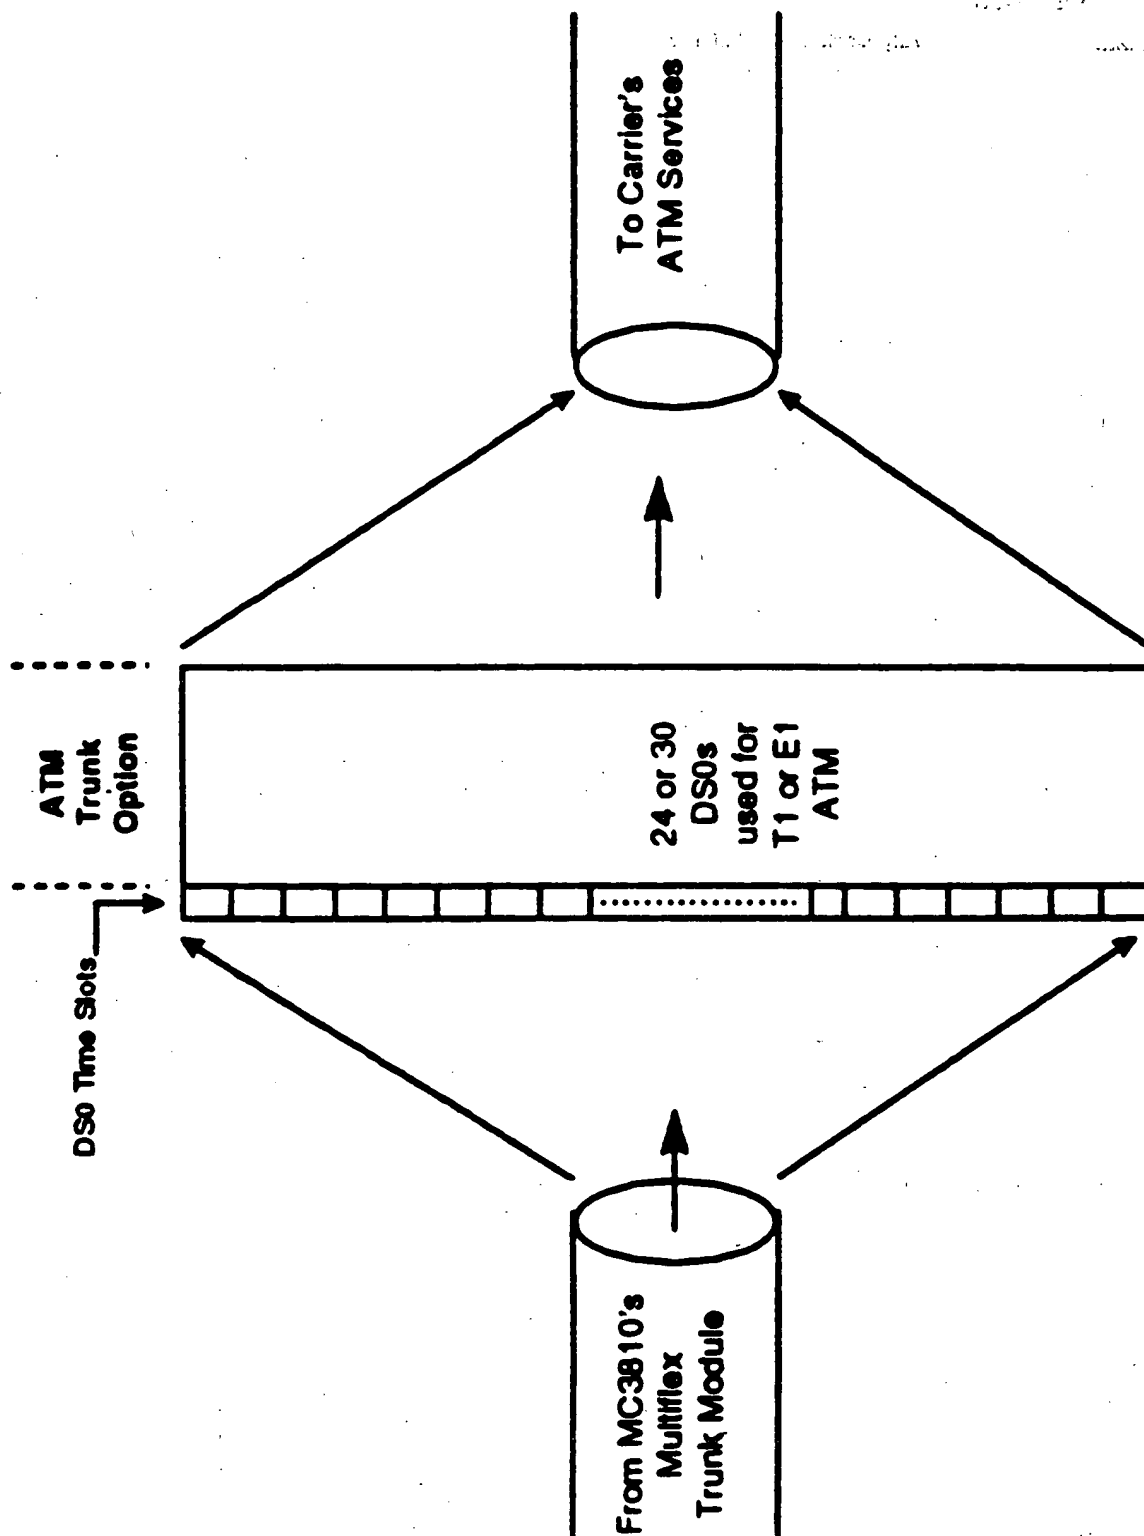 ATM
Trunk
Option
DS0 Time Slots
From MC3810's
Multiflex
Trunk Module
24 or 30
DS0s
used for
T1 or E1
ATM
To Carrier's
ATM Services